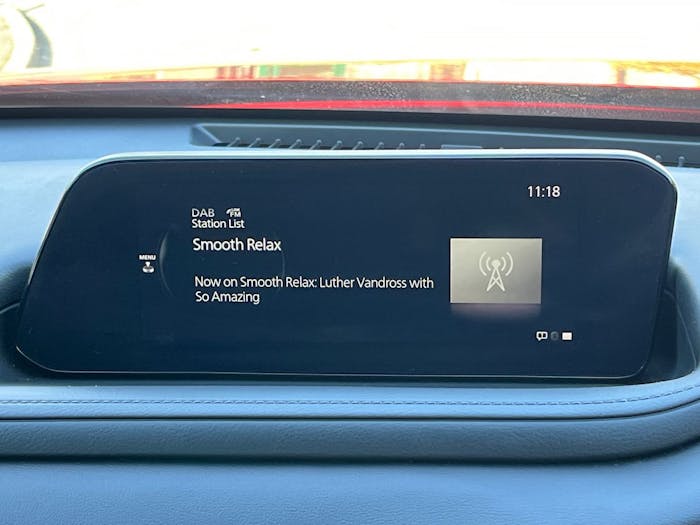 11:18
DAB FM
Station List
Smooth Relax
MENU
Now on Smooth Relax: Luther Vandross with
So Amazing